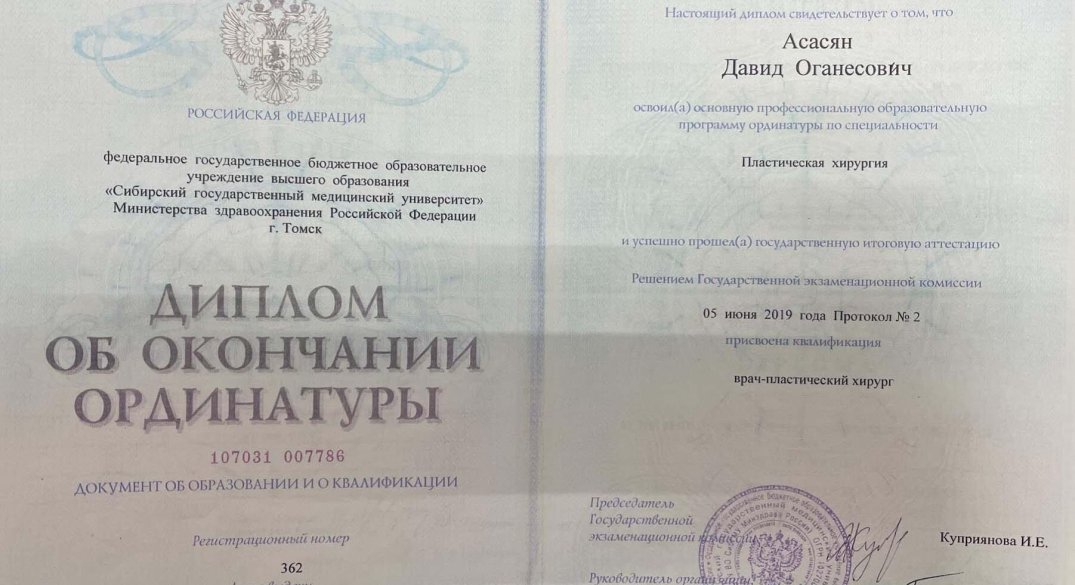 РОССИЙСКАЯ ФЕДЕРАЦИЯ
федеральное государственное бюджетное образовательное
учреждение высшего образования
«Сибирский государственный медицинский университет»
Министерства здравоохранения Российской Федерации
г. Томск
ДИПЛОМ
ОБ ОКОНЧАНИИ
ОРДИНАТУРЫ
107031 007786
ДОКУМЕНТ ОБ ОБРАЗОВАНИИ И О КВАЛИФИКАЦИИ
Регистрационный номер
362
Настоящий диплом свидетельствует о том, что
Асасян
Давид Оганесович
освоил(а) основную профессиональную образовательную
программу ординатуры по специальности
Пластическая хирургия
и успешно прошел(а) государственную итоговую аттестацию
Решением Государственной экзаменационной комиссии
05 июня 2019 года Протокол № 2
присвоена квалификация
врач-пластический хирург
Председатель
Государственной
экзаменационной комиссии
Куприянова И.Е.
Руководитель организации